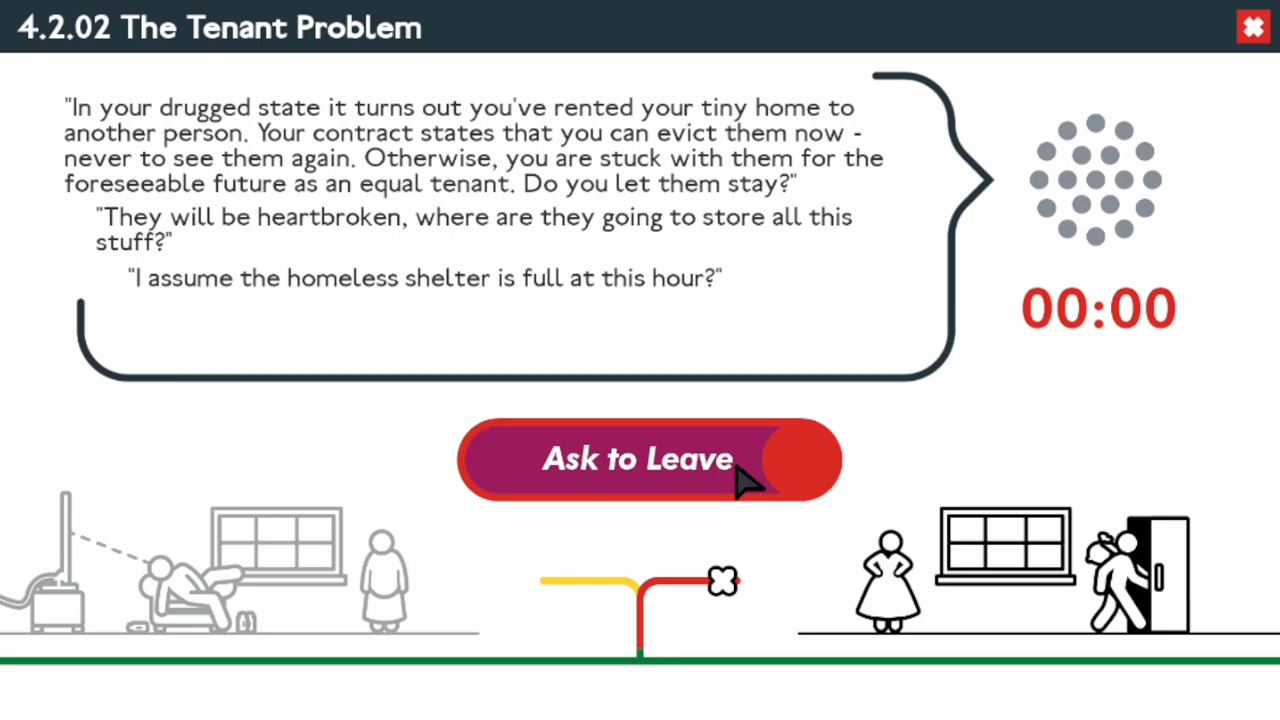 4.2.02 The Tenant Problem
"In your drugged state it turns out you've rented your tiny home to
another person. Your contract states that you can evict them now -
never to see them again. Otherwise, you are stuck with them for the
foreseeable future as an equal tenant. Do you let them stay?"
"They will be heartbroken, where are they going to store all this
stuff?"
"I assume the homeless shelter is full at this hour?"
00:00
Ask to Leave